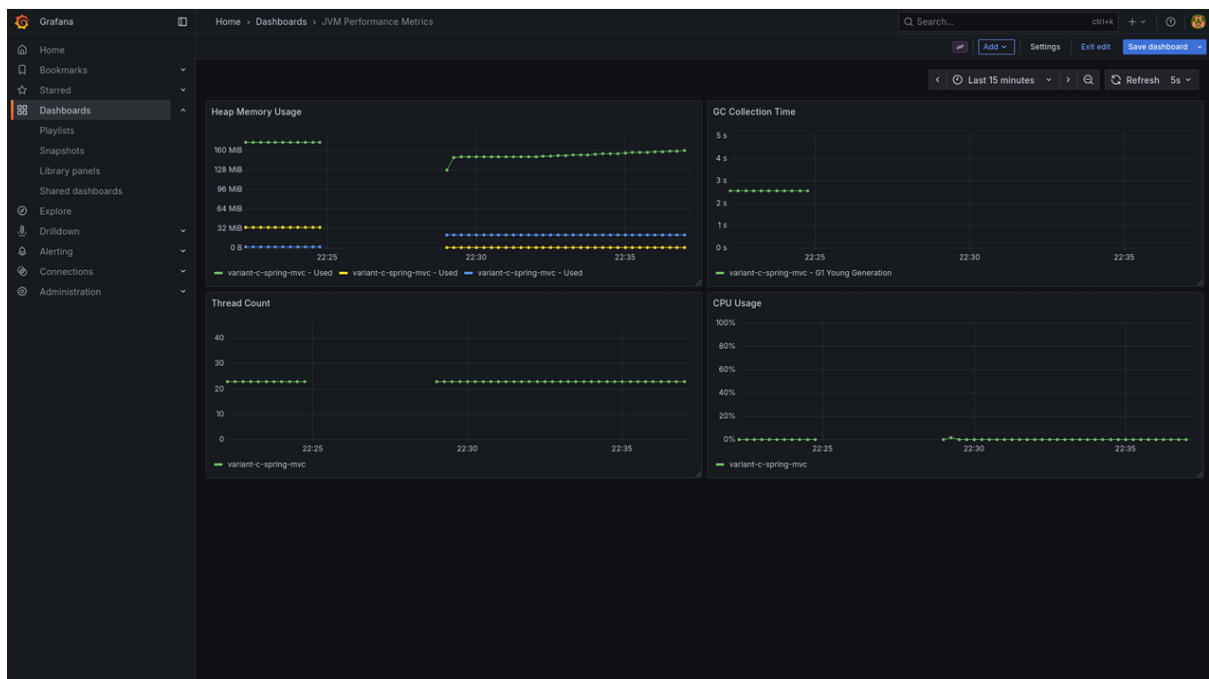 Grafana
Home › Dashboards › JVM Performance Metrics
Search...
ctrl+k
Home
Bookmarks
Starred
Dashboards
Playlists
Snapshots
Library panels
Shared dashboards
Explore
Drilldown
Alerting
Connections
Administration
Add
Settings
Exit edit
Save dashboard
Last 15 minutes
Refresh
5s
Heap Memory Usage
160 MiB
128 MiB
96 MiB
64 MiB
32 MiB
0 B
22:25 22:30 22:35
variant-c-spring-mvc - Used variant-c-spring-mvc - Used variant-c-spring-mvc - Used
GC Collection Time
5 s
4 s
3 s
2 s
1 s
0 s
22:25 22:30 22:35
variant-c-spring-mvc - G1 Young Generation
Thread Count
40
30
20
10
0
22:25 22:30 22:35
variant-c-spring-mvc
CPU Usage
100%
80%
60%
40%
20%
0%
22:25 22:30 22:35
variant-c-spring-mvc